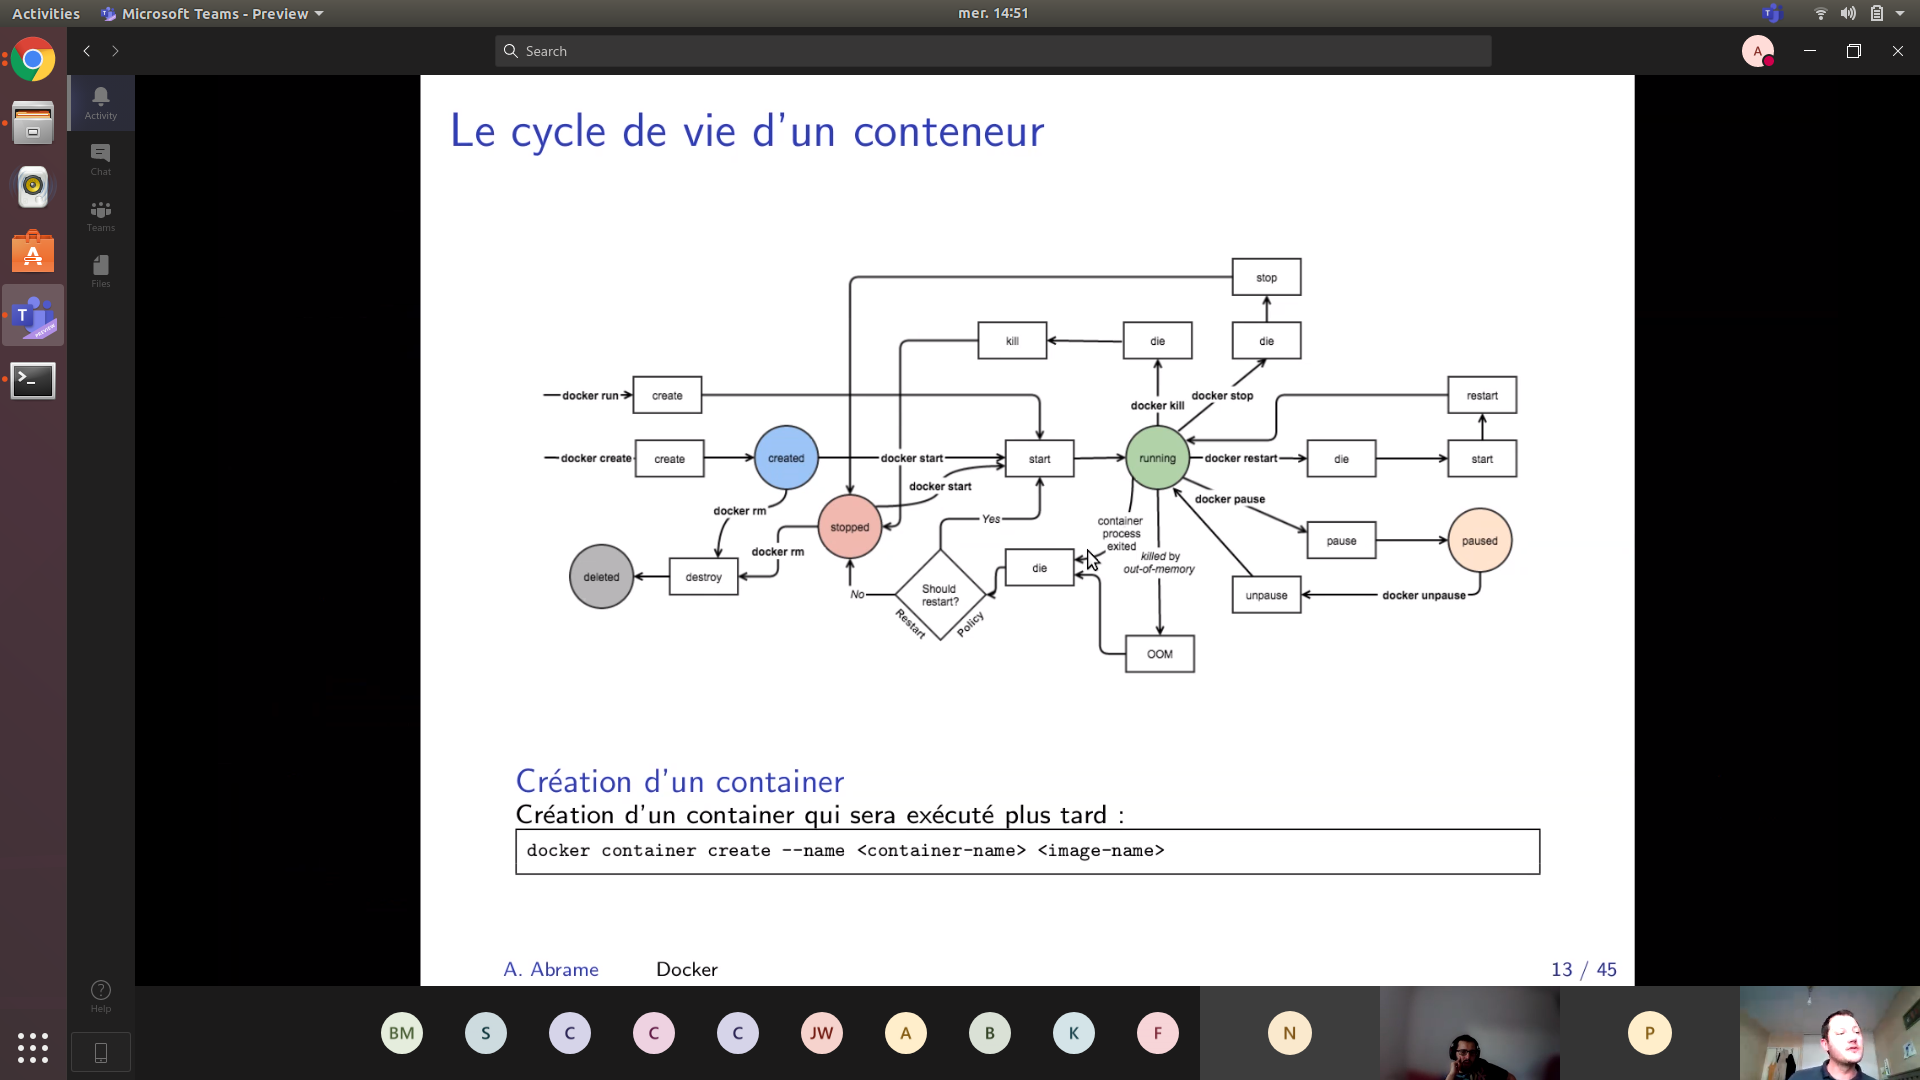 Activities
Microsoft Teams - Preview
mer. 14:51
Search
A
Activity
Chat
Teams
Files
Help
Le cycle de vie d'un conteneur
stop
kill
die
die
docker run
create
docker kill
docker stop
restart
docker create
create
created
docker start
start
running
docker restart
die
start
docker start
docker rm
stopped
Yes
container
process
exited
docker pause
pause
paused
docker rm
killed by
out-of-memory
deleted
destroy
No
Should
restart?
Restart
Policy
die
unpause
docker unpause
OOM
Création d'un container
Création d'un container qui sera exécuté plus tard :
docker container create --name <container-name> <image-name>
A. Abrame
Docker
13 / 45
BM
S
C
C
C
JW
A
B
K
F
N
P